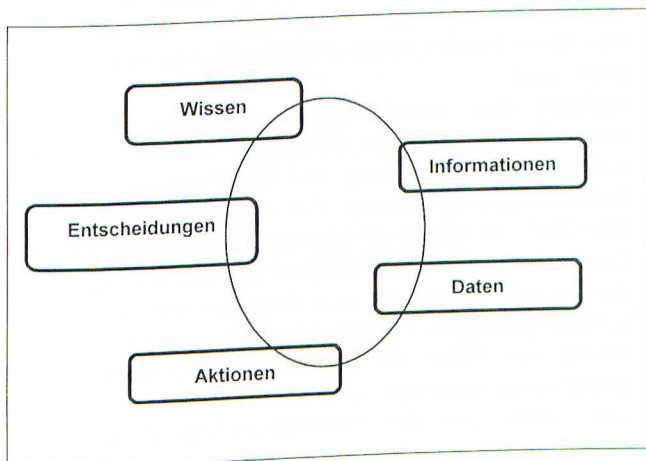 Wissen
Informationen
Entscheidungen
Daten
Aktionen